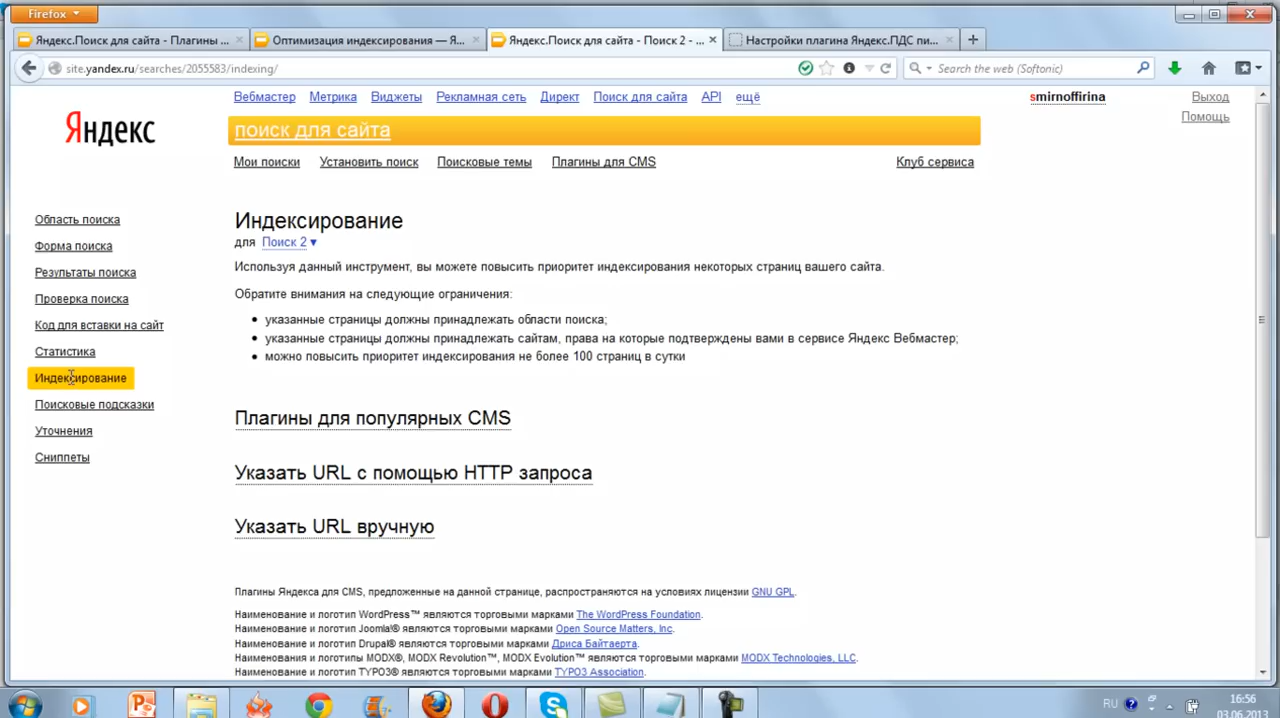 Firefox
Яндекс.Поиск для сайта - Плагины ...
Оптимизация индексирования — Я...
Яндекс.Поиск для сайта - Поиск 2 - ...
Настройки плагина Яндекс.ПДС пи...
site.yandex.ru/searches/2055583/indexing/
Search the web (Softonic)
Вебмастер Метрика Виджеты Рекламная сеть Директ Поиск для сайта API ещё
smirnoffirina
Выход
Помощь
Яндекс
поиск для сайта
Мои поиски Установить поиск Поисковые темы Плагины для CMS Клуб сервиса
Область поиска
Форма поиска
Результаты поиска
Проверка поиска
Код для вставки на сайт
Статистика
Индексирование
Поисковые подсказки
Уточнения
Сниппеты
Индексирование
для Поиск 2
Используя данный инструмент, вы можете повысить приоритет индексирования некоторых страниц вашего сайта.
Обратите внимания на следующие ограничения:
указанные страницы должны принадлежать области поиска;
указанные страницы должны принадлежать сайтам, права на которые подтверждены вами в сервисе Яндекс Вебмастер;
можно повысить приоритет индексирования не более 100 страниц в сутки
Плагины для популярных CMS
Указать URL с помощью HTTP запроса
Указать URL вручную
Плагины Яндекса для CMS, предложенные на данной странице, распространяются на условиях лицензии GNU GPL.
Наименование и логотип WordPress™ являются торговыми марками The WordPress Foundation.
Наименование и логотип Joomla!® являются торговыми марками Open Source Matters, Inc.
Наименование и логотип Drupal® являются торговыми марками Дриса Байтаерта.
Наименования и логотипы MODX®, MODX Revolution™, MODX Evolution™ являются торговыми марками MODX Technologies, LLC.
Наименование и логотип TYPO3® являются торговыми марками TYPO3 Association.
RU
16:56
03.06.2013